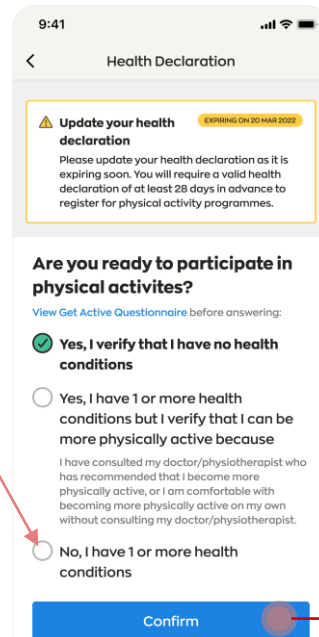 9:41
Health Declaration
Update your health
declaration
EXPIRING ON 20 MAR 2022
Please update your health declaration as it is
expiring soon. You will require a valid health
declaration of at least 28 days in advance to
register for physical activity programmes.
Are you ready to participate in
physical activites?
View Get Active Questionnaire before answering:
Yes, I verify that I have no health
conditions
Yes, I have 1 or more health
conditions but I verify that I can be
more physically active because
I have consulted my doctor/physiotherapist who
has recommended that I become more
physically active, or I am comfortable with
becoming more physically active on my own
without consulting my doctor/physiotherapist.
No, I have 1 or more health
conditions
Confirm